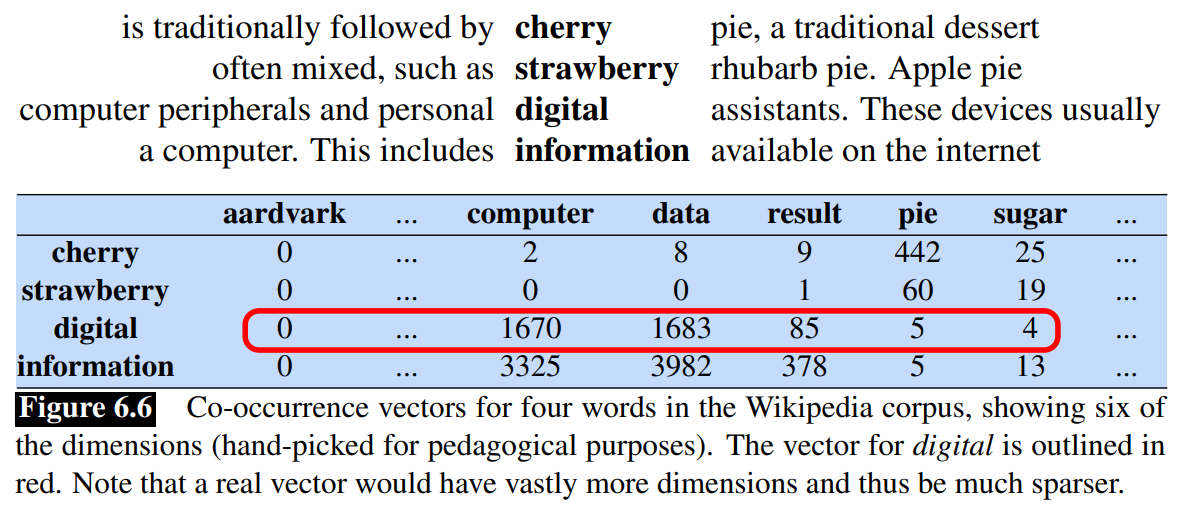 is traditionally followed by cherry pie, a traditional dessert
often mixed, such as strawberry rhubarb pie. Apple pie
computer peripherals and personal digital assistants. These devices usually
a computer. This includes information available on the internet
aardvark ... computer data result pie sugar ...
cherry 0 ... 2 8 9 442 25 ...
strawberry 0 ... 0 0 1 60 19 ...
digital 0 ... 1670 1683 85 5 4 ...
information 0 ... 3325 3982 378 5 13 ...
Figure 6.6 Co-occurrence vectors for four words in the Wikipedia corpus, showing six of
the dimensions (hand-picked for pedagogical purposes). The vector for digital is outlined in
red. Note that a real vector would have vastly more dimensions and thus be much sparser.